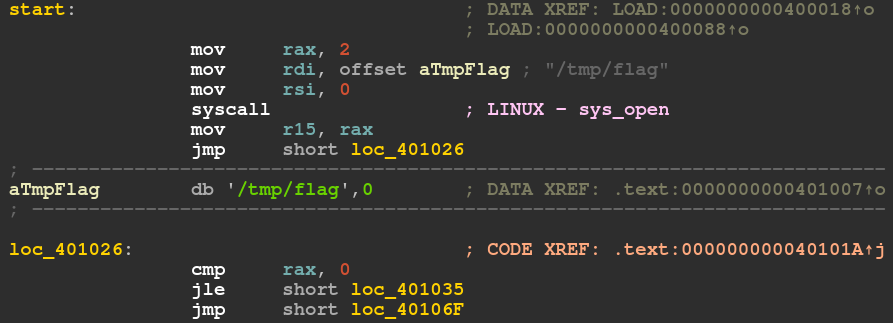 start: ; DATA XREF: LOAD:0000000000400018↑o
; LOAD:0000000000400088↑o
mov rax, 2
mov rdi, offset aTmpFlag ; "/tmp/flag"
mov rsi, 0
syscall ; LINUX - sys_open
mov r15, rax
jmp short loc_401026
; ---------------------------------------------------------------------------
aTmpFlag db '/tmp/flag',0 ; DATA XREF: .text:0000000000401007↑o
; ---------------------------------------------------------------------------
loc_401026: ; CODE XREF: .text:000000000040101A↑j
cmp rax, 0
jle short loc_401035
jmp short loc_40106F